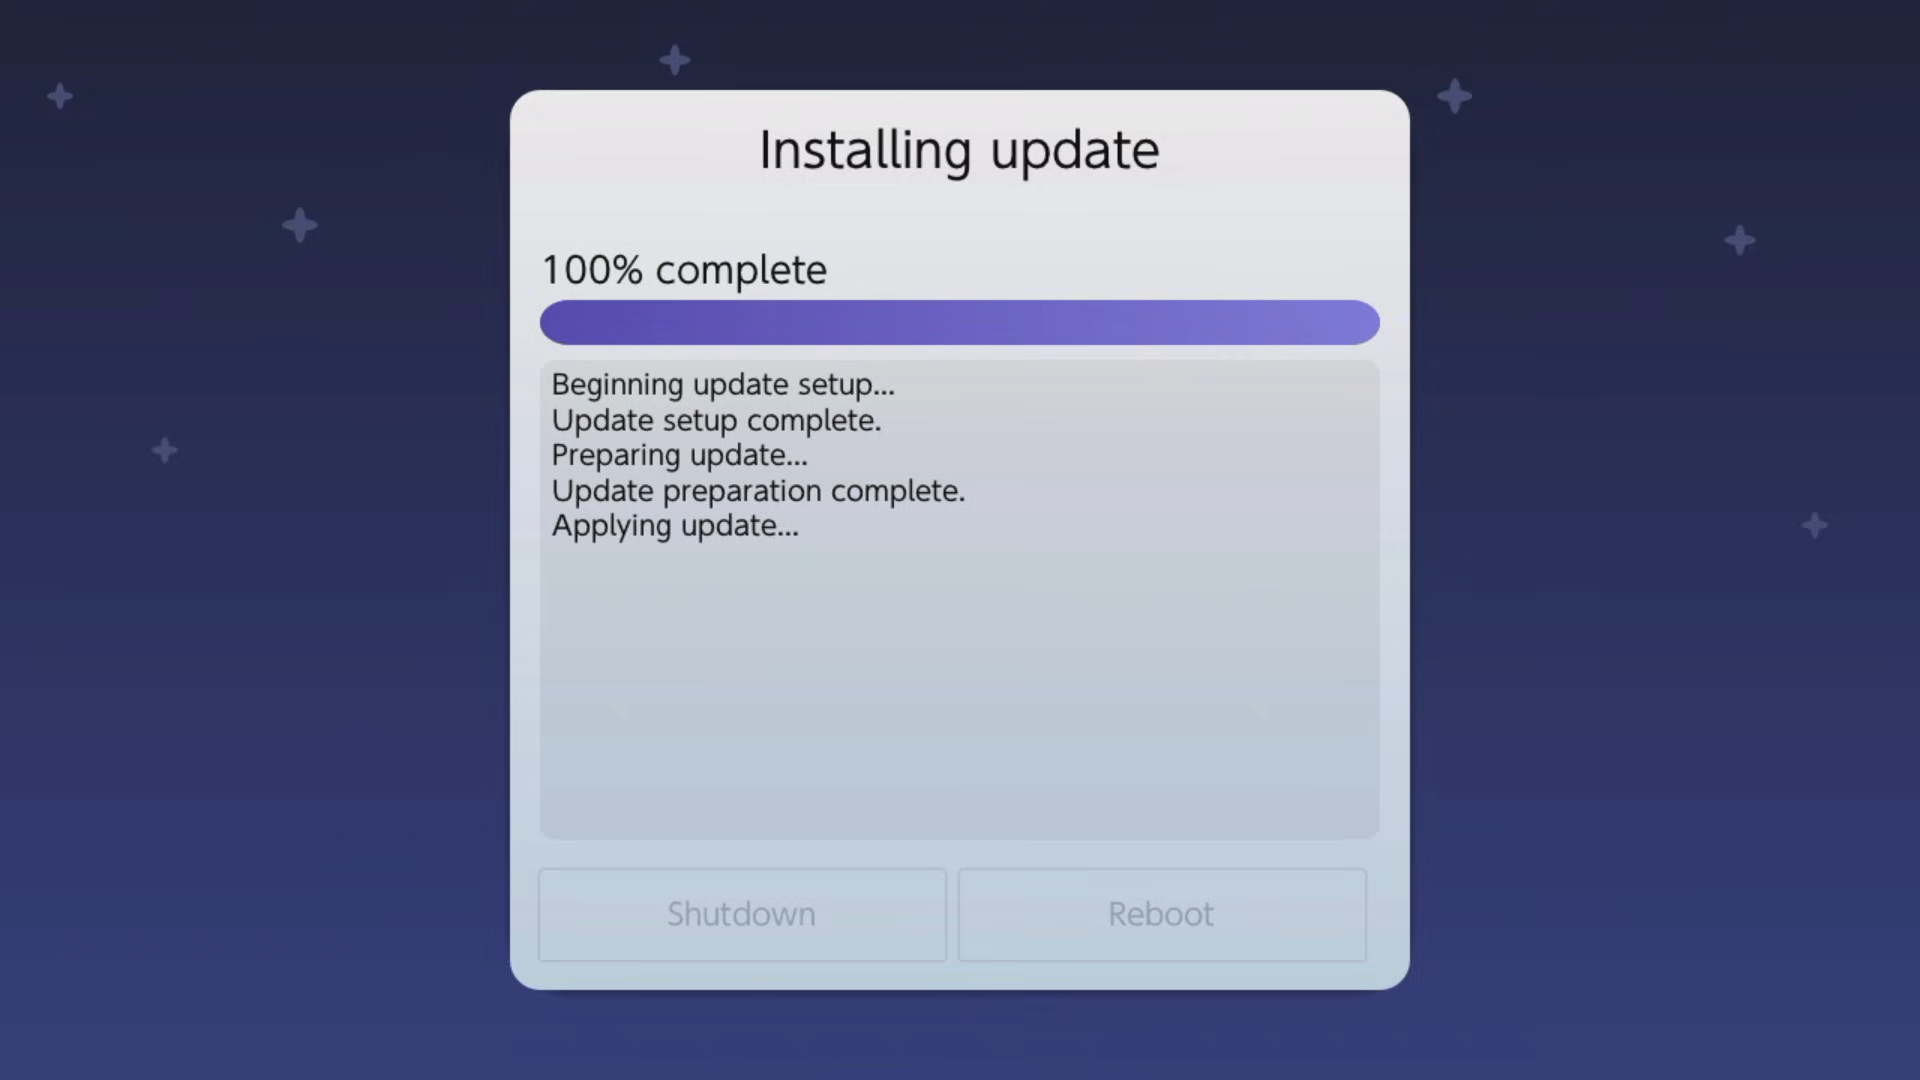 Installing update
100% complete
Beginning update setup...
Update setup complete.
Preparing update...
Update preparation complete.
Applying update...
Shutdown
Reboot